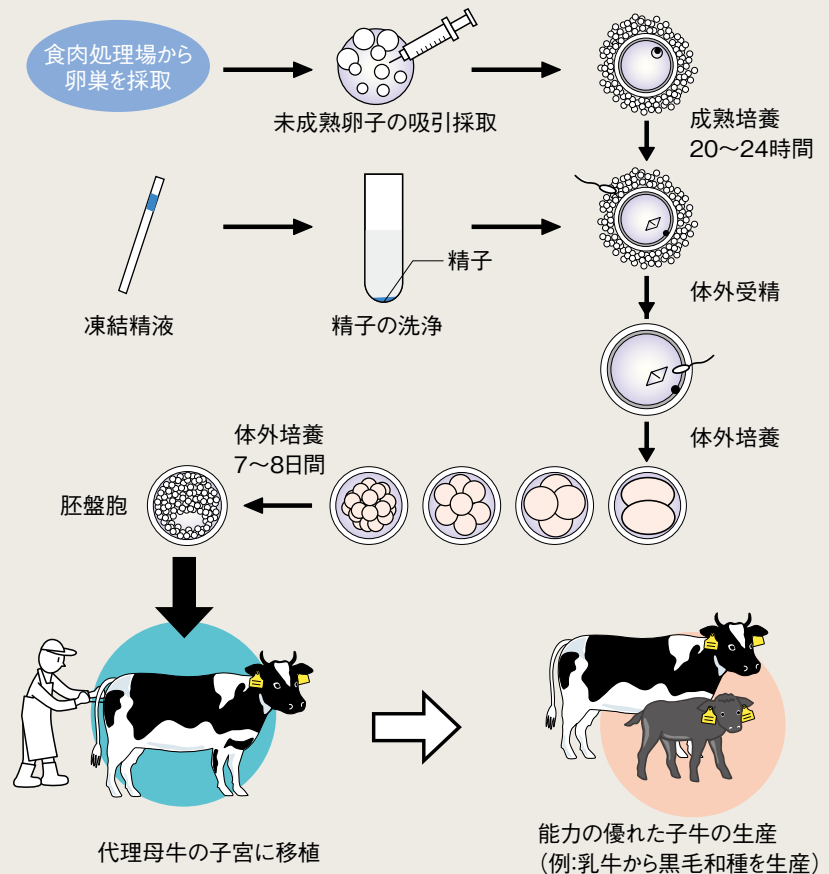 食肉処理場から
卵巣を採取
未成熟卵子の吸引採取
成熟培養
20〜24時間
精子
凍結精液
精子の洗浄
体外受精
体外培養
体外培養
7〜8日間
胚盤胞
代理母牛の子宮に移植
能力の優れた子牛の生産
(例:乳牛から黒毛和種を生産)